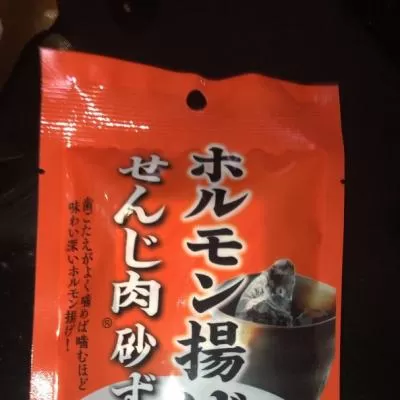 ホルモン揚げ
せんじ肉®砂ず
歯ごたえがよく噛めば噛むほど
味わい深いホルモン揚げ!